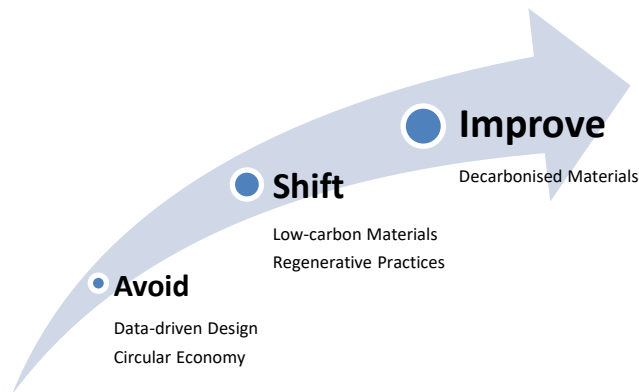 Improve
Decarbonised Materials
Shift
Low-carbon Materials
Regenerative Practices
Avoid
Data-driven Design
Circular Economy